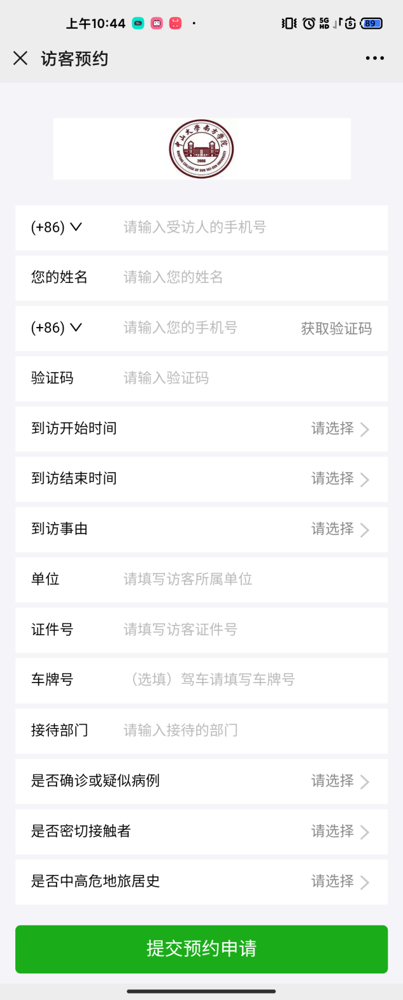 上午10:44
5G
HD
89
访客预约
中山大学南方学院
2006
NANFANG COLLEGE OF SUN YAT-SEN UNIVERSITY
(+86) 请输入受访人的手机号
您的姓名 请输入您的姓名
(+86) 请输入您的手机号 获取验证码
验证码 请输入验证码
到访开始时间 请选择
到访结束时间 请选择
到访事由 请选择
单位 请填写访客所属单位
证件号 请填写访客证件号
车牌号 （选填）驾车请填写车牌号
接待部门 请输入接待的部门
是否确诊或疑似病例 请选择
是否密切接触者 请选择
是否中高危地旅居史 请选择
提交预约申请